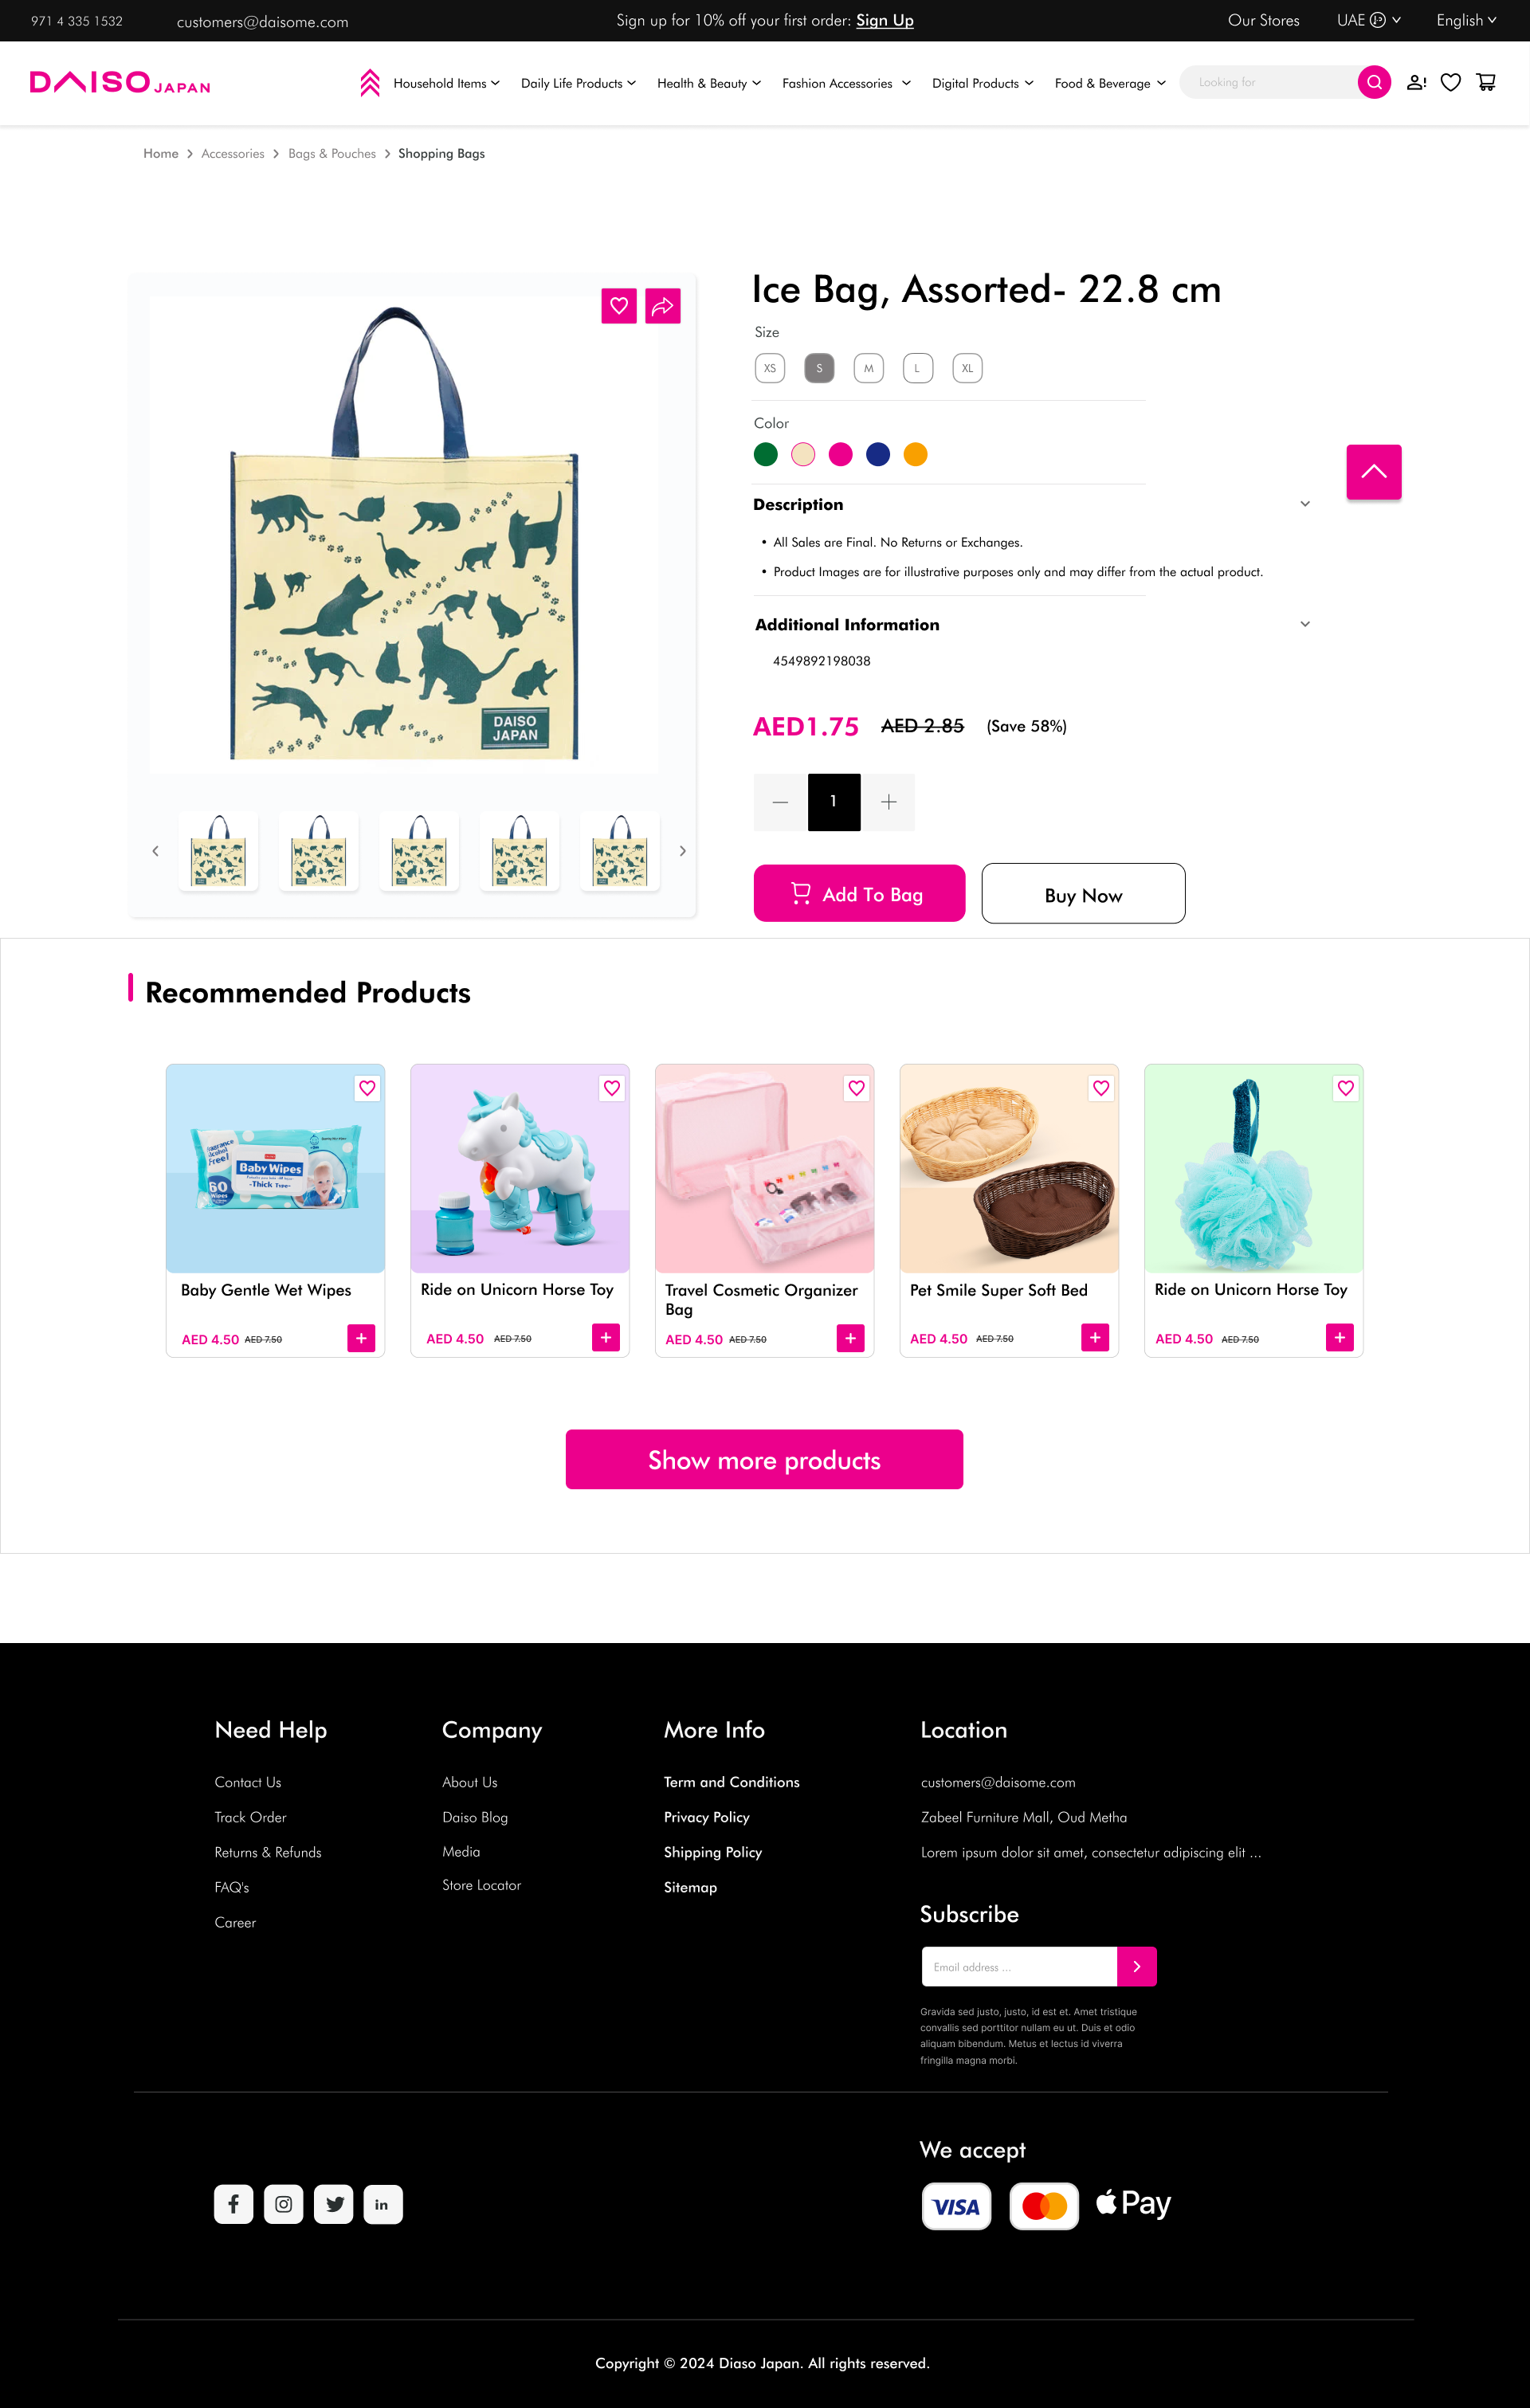 971 4 335 1532
customers@daisome.com
Sign up for 10% off your first order: Sign Up
Our Stores
UAE
English
DAISO JAPAN
Household Items
Daily Life Products
Health & Beauty
Fashion Accessories
Digital Products
Food & Beverage
Looking for
Home > Accessories > Bags & Pouches > Shopping Bags
DAISO
JAPAN
Ice Bag, Assorted- 22.8 cm
Size
XS S M L XL
Color
Description
• All Sales are Final. No Returns or Exchanges.
• Product Images are for illustrative purposes only and may differ from the actual product.
Additional Information
4549892198038
AED1.75 AED 2.85 (Save 58%)
1
Add To Bag
Buy Now
Recommended Products
Fragrance
Alcohol
Free!
60
Wipes
Baby Wipes
-Thick Type-
Baby Gentle Wet Wipes
AED 4.50 AED 7.50
Ride on Unicorn Horse Toy
AED 4.50 AED 7.50
Travel Cosmetic Organizer
Bag
AED 4.50 AED 7.50
Pet Smile Super Soft Bed
AED 4.50 AED 7.50
Ride on Unicorn Horse Toy
AED 4.50 AED 7.50
Show more products
Need Help
Contact Us
Track Order
Returns & Refunds
FAQ's
Career
Company
About Us
Daiso Blog
Media
Store Locator
More Info
Term and Conditions
Privacy Policy
Shipping Policy
Sitemap
Location
customers@daisome.com
Zabeel Furniture Mall, Oud Metha
Lorem ipsum dolor sit amet, consectetur adipiscing elit ...
Subscribe
Email address ...
Gravida sed justo, justo, id est et. Amet tristique
convallis sed porttitor nullam eu ut. Duis et odio
aliquam bibendum. Metus et lectus id viverra
fringilla magna morbi.
in
We accept
VISA
Pay
Copyright © 2024 Diaso Japan. All rights reserved.